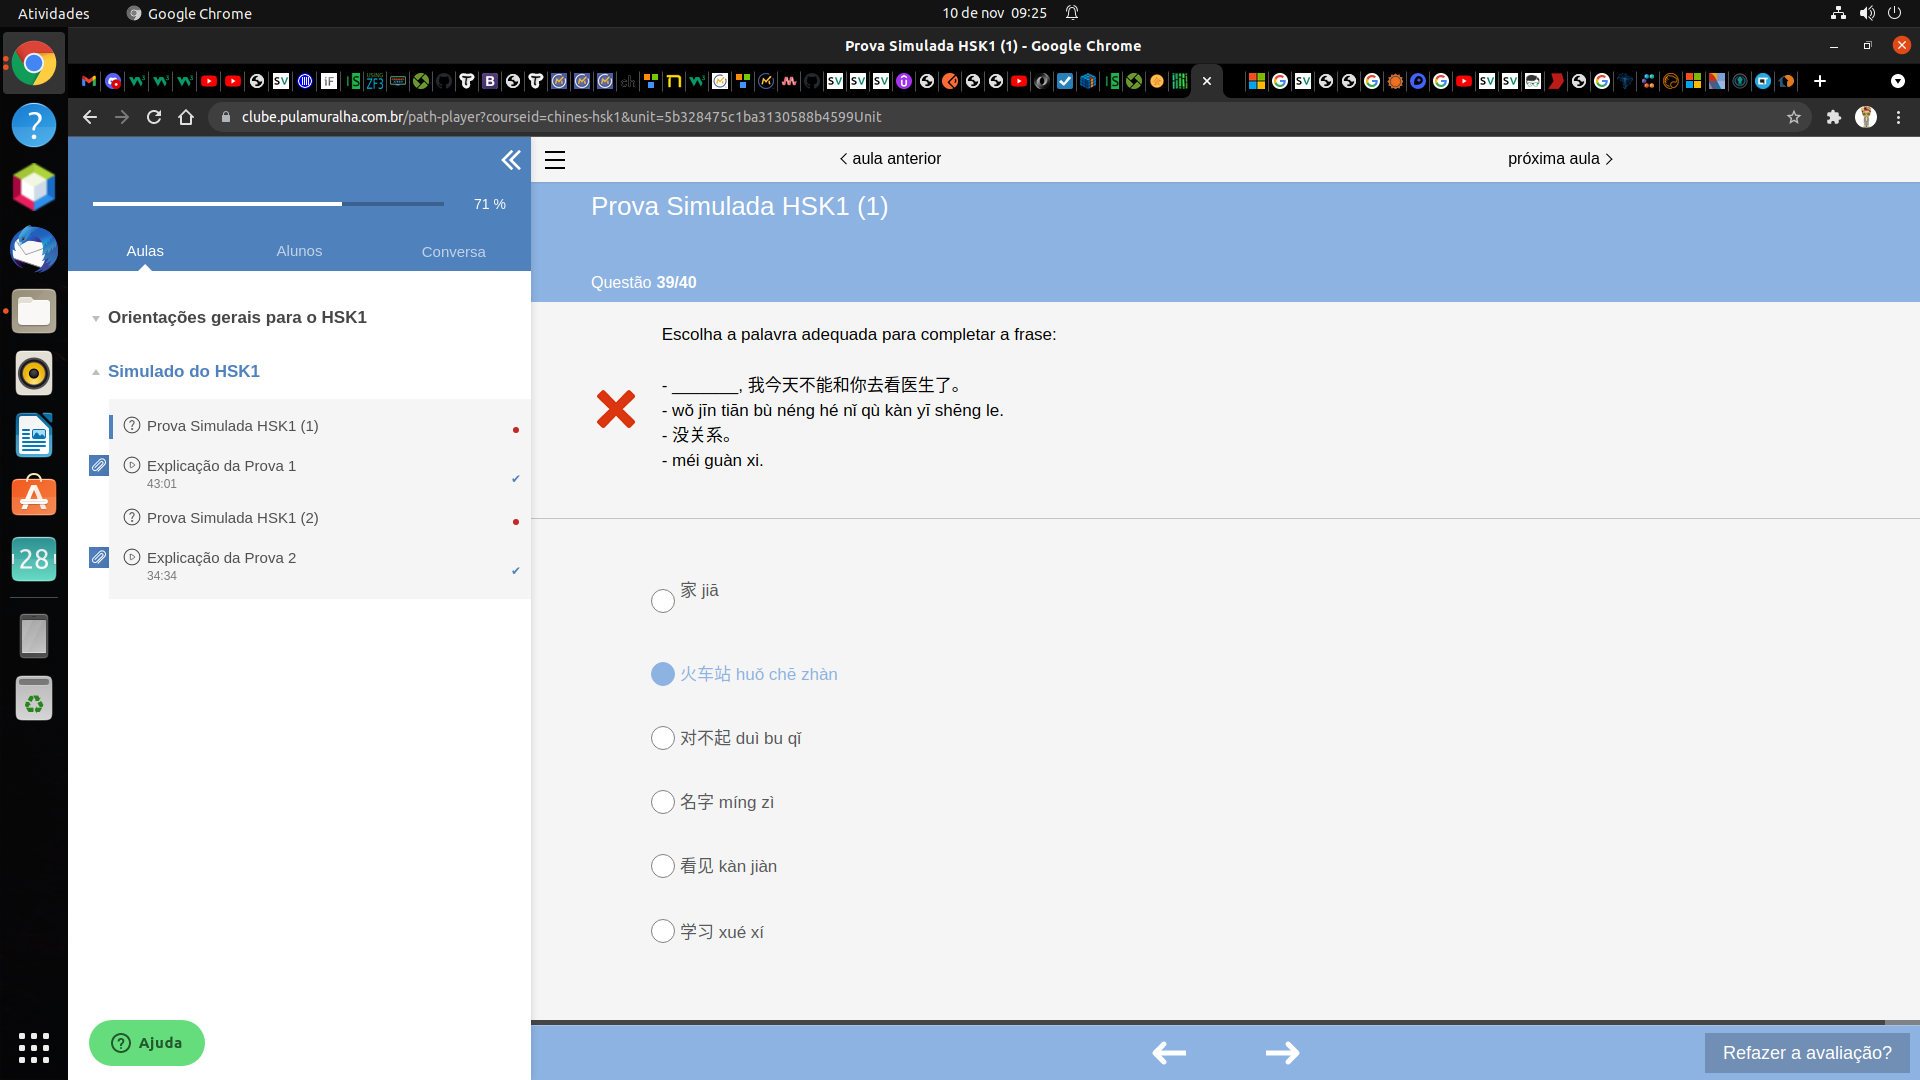 Atividades
Google Chrome
10 de nov 09:25
Prova Simulada HSK1 (1) - Google Chrome
clube.pulamuralha.com.br/path-player?courseid=chines-hsk1&unit=5b328475c1ba3130588b4599Unit
71 %
Aulas
Alunos
Conversa
Orientações gerais para o HSK1
Simulado do HSK1
Prova Simulada HSK1 (1)
Explicação da Prova 1
43:01
Prova Simulada HSK1 (2)
Explicação da Prova 2
34:34
28
Ajuda
aula anterior
próxima aula
Prova Simulada HSK1 (1)
Questão 39/40
Escolha a palavra adequada para completar a frase:
- _______, 我今天不能和你去看医生了。
- wǒ jīn tiān bù néng hé nǐ qù kàn yī shēng le.
- 没关系。
- méi guàn xi.
家 jiā
火车站 huǒ chē zhàn
对不起 duì bu qǐ
名字 míng zì
看见 kàn jiàn
学习 xué xí
Refazer a avaliação?